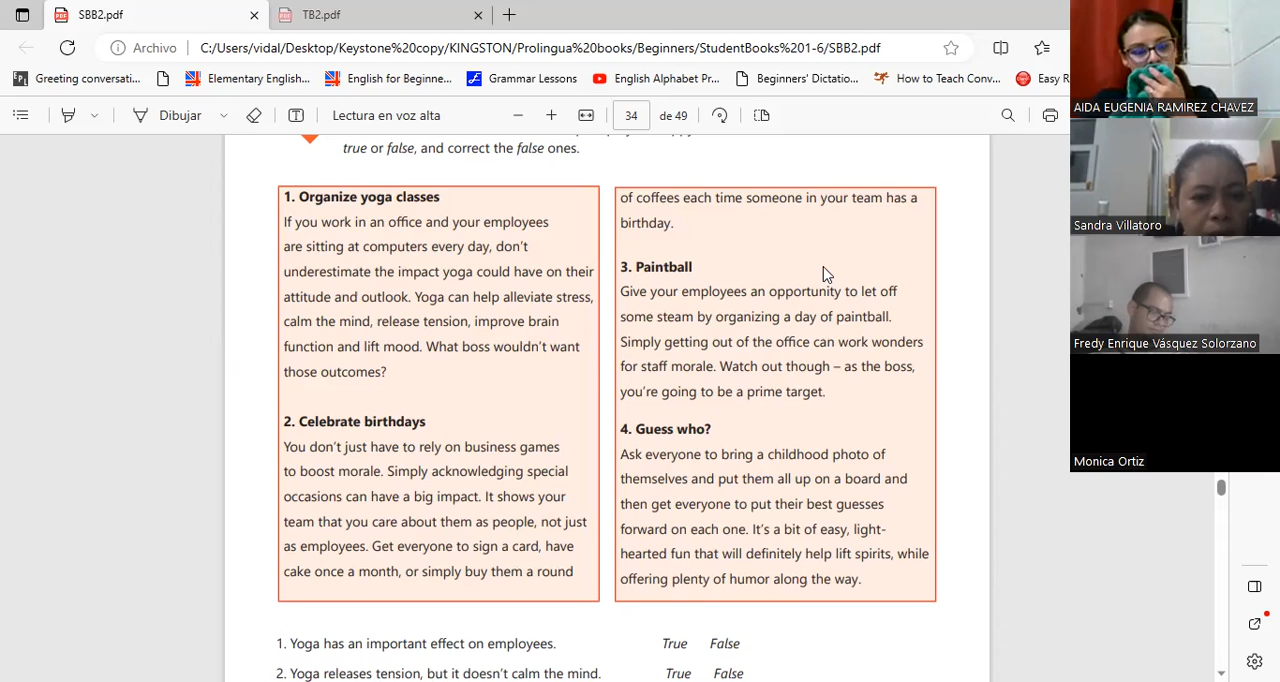 SBB2.pdf
TB2.pdf
Archivo
C:/Users/vidal/Desktop/Keystone%20copy/KINGSTON/Prolingua%20books/Beginners/StudentBooks%201-6/SBB2.pdf
Greeting conversati...
Elementary English...
English for Beginne...
Grammar Lessons
English Alphabet Pr...
Beginners' Dictatio...
How to Teach Conv...
Easy R
Dibujar
Lectura en voz alta
34 de 49
true or false, and correct the false ones.
1. Organize yoga classes
If you work in an office and your employees
are sitting at computers every day, don't
underestimate the impact yoga could have on their
attitude and outlook. Yoga can help alleviate stress,
calm the mind, release tension, improve brain
function and lift mood. What boss wouldn't want
those outcomes?
2. Celebrate birthdays
You don't just have to rely on business games
to boost morale. Simply acknowledging special
occasions can have a big impact. It shows your
team that you care about them as people, not just
as employees. Get everyone to sign a card, have
cake once a month, or simply buy them a round
of coffees each time someone in your team has a
birthday.
3. Paintball
Give your employees an opportunity to let off
some steam by organizing a day of paintball.
Simply getting out of the office can work wonders
for staff morale. Watch out though – as the boss,
you're going to be a prime target.
4. Guess who?
Ask everyone to bring a childhood photo of
themselves and put them all up on a board and
then get everyone to put their best guesses
forward on each one. It's a bit of easy, light-
hearted fun that will definitely help lift spirits, while
offering plenty of humor along the way.
1. Yoga has an important effect on employees. True False
2. Yoga releases tension, but it doesn't calm the mind. True False
AIDA EUGENIA RAMIREZ CHAVEZ
Sandra Villatoro
Fredy Enrique Vásquez Solorzano
Monica Ortiz